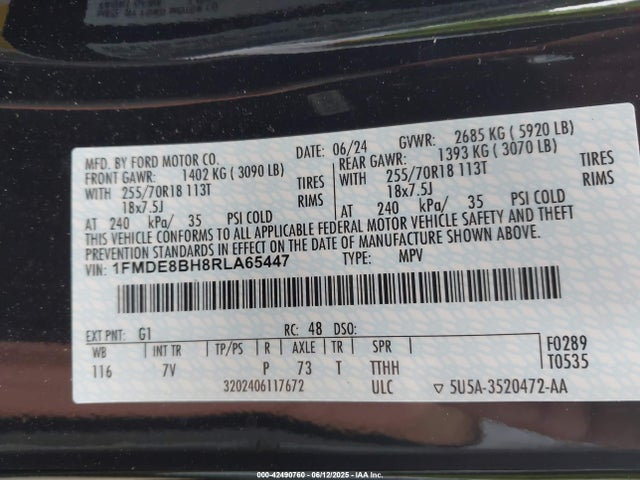 MFD. BY FORD MOTOR CO.
DATE: 06/24
GVWR: 2685 KG ( 5920 LB)
FRONT GAWR: 1402 KG ( 3090 LB)
REAR GAWR: 1393 KG ( 3070 LB)
WITH 255/70R18 113T TIRES
WITH 255/70R18 113T TIRES
18x7.5J RIMS
18x7.5J RIMS
AT 240 kPa/ 35 PSI COLD
AT 240 kPa/ 35 PSI COLD
THIS VEHICLE CONFORMS TO ALL APPLICABLE FEDERAL MOTOR VEHICLE SAFETY AND THEFT
PREVENTION STANDARDS IN EFFECT ON THE DATE OF MANUFACTURE SHOWN ABOVE.
VIN: 1FMDE8BH8RLA65447
TYPE: MPV
EXT PNT: G1 RC: 48 DSO:
WB INT TR TP/PS R AXLE TR SPR
116 7V P 73 T TTHH
3202406117672 ULC
F0289
T0535
▽ 5U5A-3520472-AA
000-42490760 - 06/12/2025 - IAA Inc.